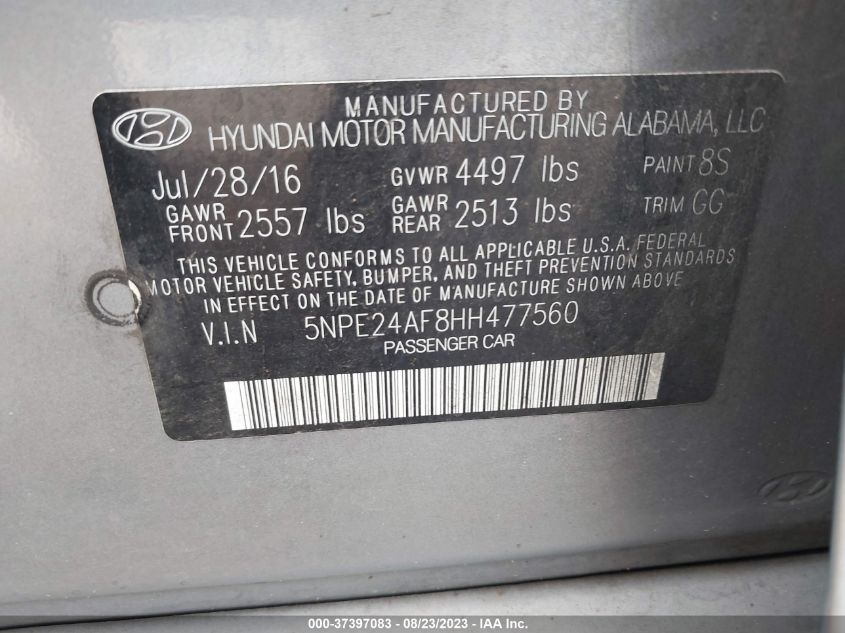 MANUFACTURED BY
HYUNDAI MOTOR MANUFACTURING ALABAMA, LLC
Jul/28/16 GVWR 4497 lbs PAINT 8S
GAWR FRONT 2557 lbs GAWR REAR 2513 lbs TRIM GG
THIS VEHICLE CONFORMS TO ALL APPLICABLE U.S.A. FEDERAL
MOTOR VEHICLE SAFETY, BUMPER, AND THEFT PREVENTION STANDARDS
IN EFFECT ON THE DATE OF MANUFACTURE SHOWN ABOVE
V.I.N 5NPE24AF8HH477560
PASSENGER CAR
000-37397083 - 08/23/2023 - IAA Inc.